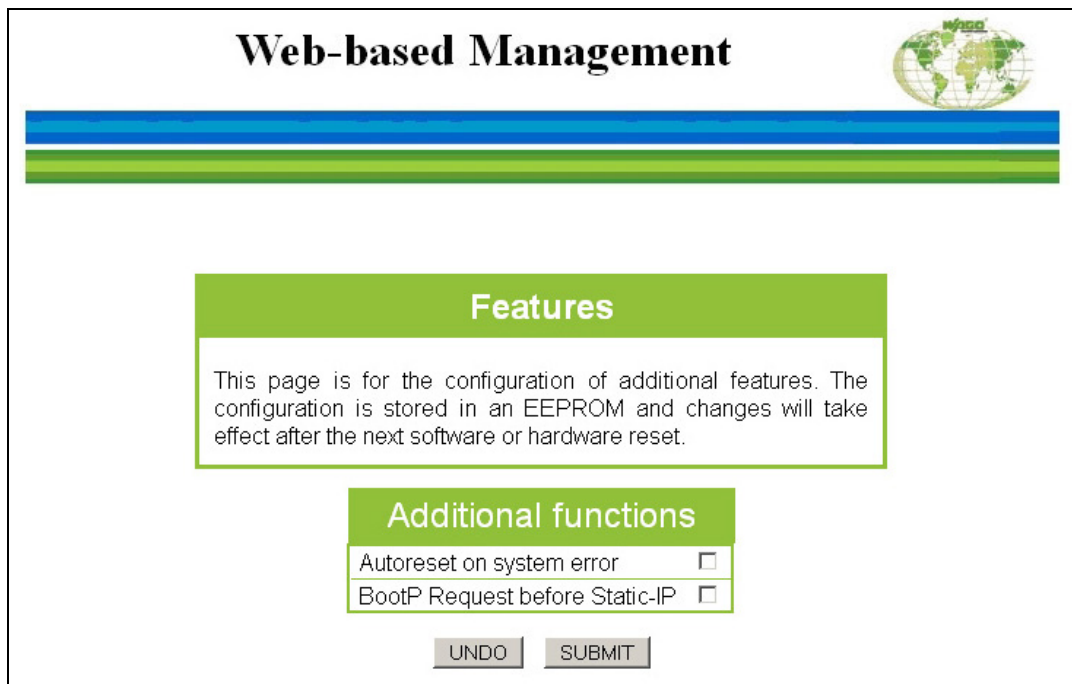 Web-based Management
WAGO
Features
This page is for the configuration of additional features. The
configuration is stored in an EEPROM and changes will take
effect after the next software or hardware reset.
Additional functions
Autoreset on system error
BootP Request before Static-IP
UNDO SUBMIT